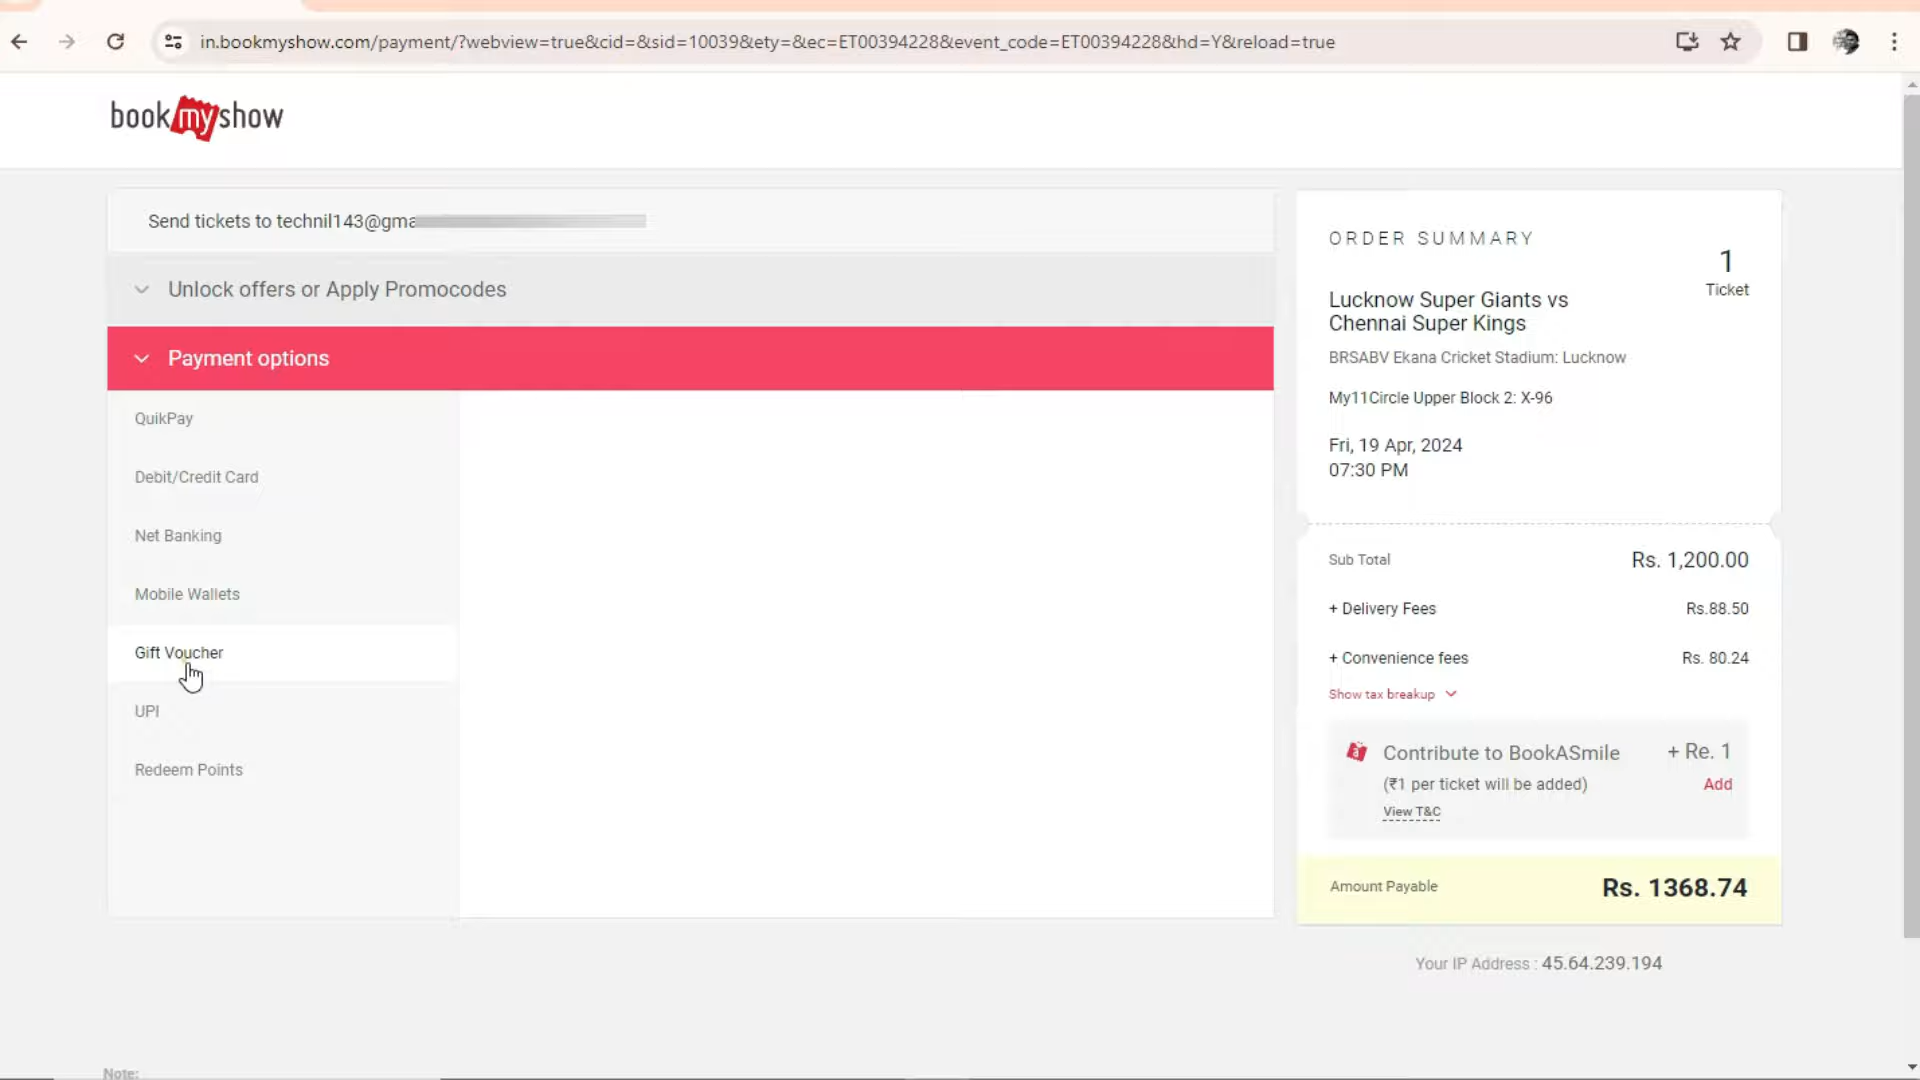 in.bookmyshow.com/payment/?webview=true&cid=&sid=10039&ety=&ec=ET00394228&event_code=ET00394228&hd=Y&reload=true
bookmyshow
Send tickets to technil143@gma
Unlock offers or Apply Promocodes
Payment options
QuikPay
Debit/Credit Card
Net Banking
Mobile Wallets
Gift Voucher
UPI
Redeem Points
ORDER SUMMARY
1
Ticket
Lucknow Super Giants vs
Chennai Super Kings
BRSABV Ekana Cricket Stadium: Lucknow
My11Circle Upper Block 2: X-96
Fri, 19 Apr, 2024
07:30 PM
Sub Total Rs. 1,200.00
+ Delivery Fees Rs.88.50
+ Convenience fees Rs. 80.24
Show tax breakup
Contribute to BookASmile + Re. 1
(₹1 per ticket will be added) Add
View T&C
Amount Payable Rs. 1368.74
Your IP Address : 45.64.239.194
Note: